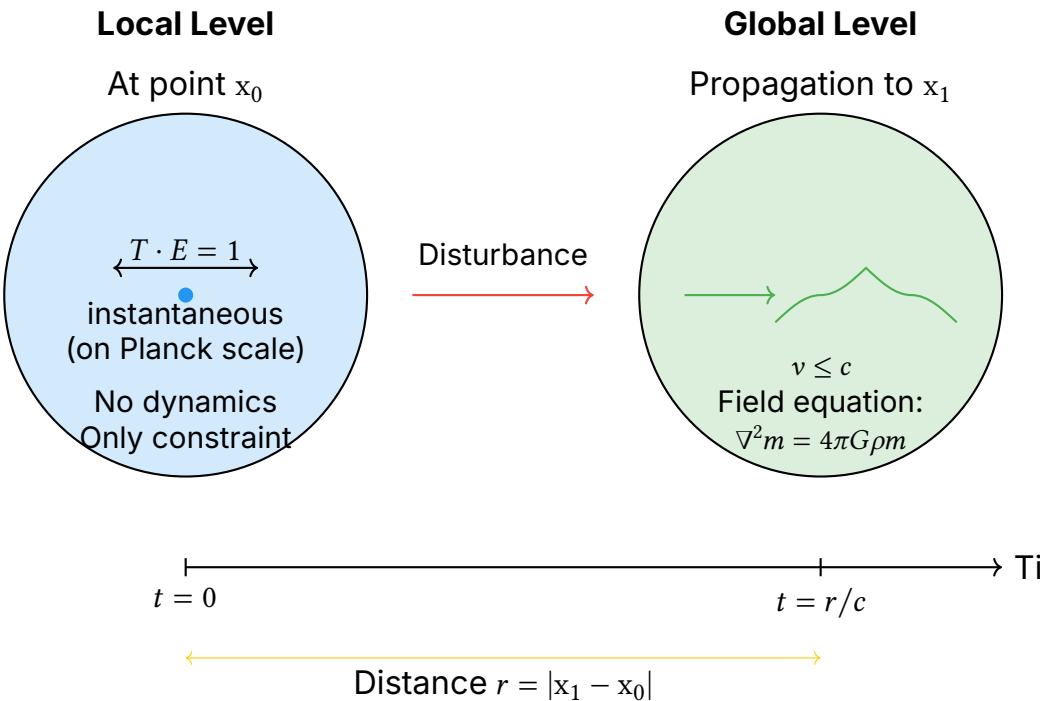 Local Level
At point x₀
T · E = 1
instantaneous
(on Planck scale)
No dynamics
Only constraint
Disturbance
Global Level
Propagation to x₁
v ≤ c
Field equation:
∇²m = 4πGρm
Ti
t = 0
t = r/c
Distance r = |x₁ − x₀|